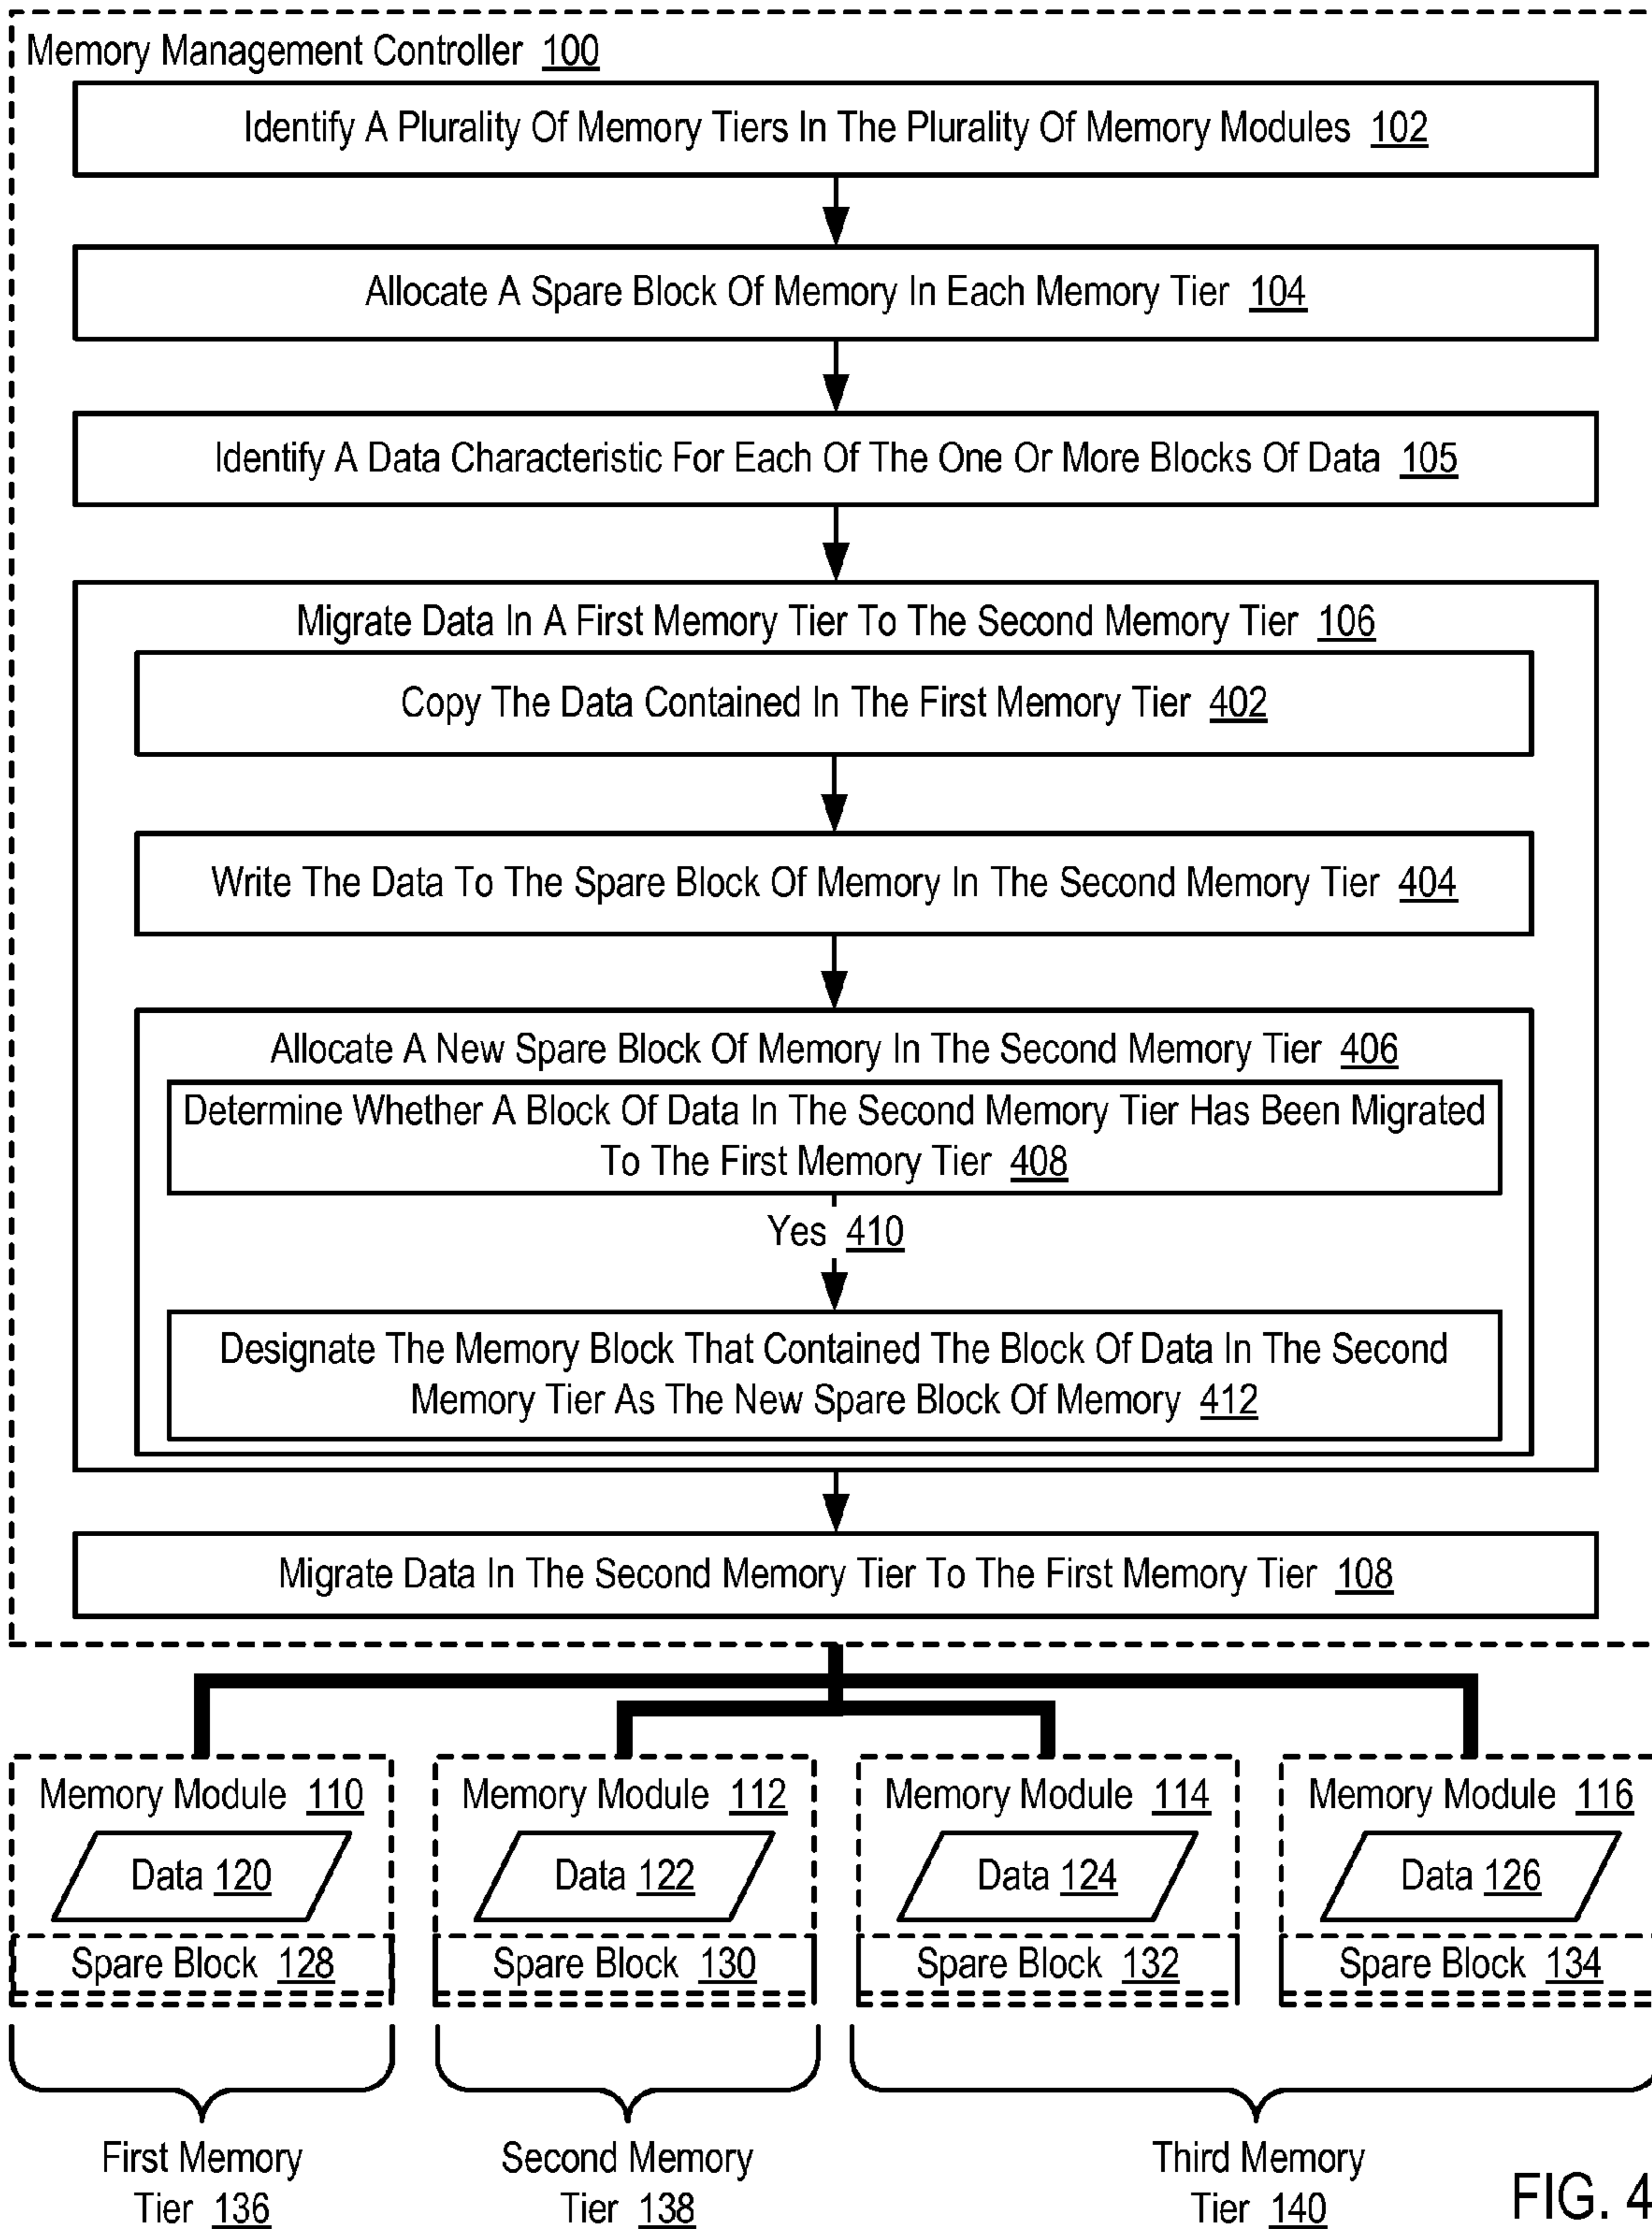 Memory Management Controller 100
Identify A Plurality Of Memory Tiers In The Plurality Of Memory Modules 102
Allocate A Spare Block Of Memory In Each Memory Tier 104
Identify A Data Characteristic For Each Of The One Or More Blocks Of Data 105
Migrate Data In A First Memory Tier To The Second Memory Tier 106
Copy The Data Contained In The First Memory Tier 402
Write The Data To The Spare Block Of Memory In The Second Memory Tier 404
Allocate A New Spare Block Of Memory In The Second Memory Tier 406
Determine Whether A Block Of Data In The Second Memory Tier Has Been Migrated
To The First Memory Tier 408
Yes 410
Designate The Memory Block That Contained The Block Of Data In The Second
Memory Tier As The New Spare Block Of Memory 412
Migrate Data In The Second Memory Tier To The First Memory Tier 108
Memory Module 110 Memory Module 112 Memory Module 114 Memory Module 116
Data 120 Data 122 Data 124 Data 126
Spare Block 128 Spare Block 130 Spare Block 132 Spare Block 134
First Memory Second Memory Third Memory
Tier 136 Tier 138 Tier 140
FIG. 4